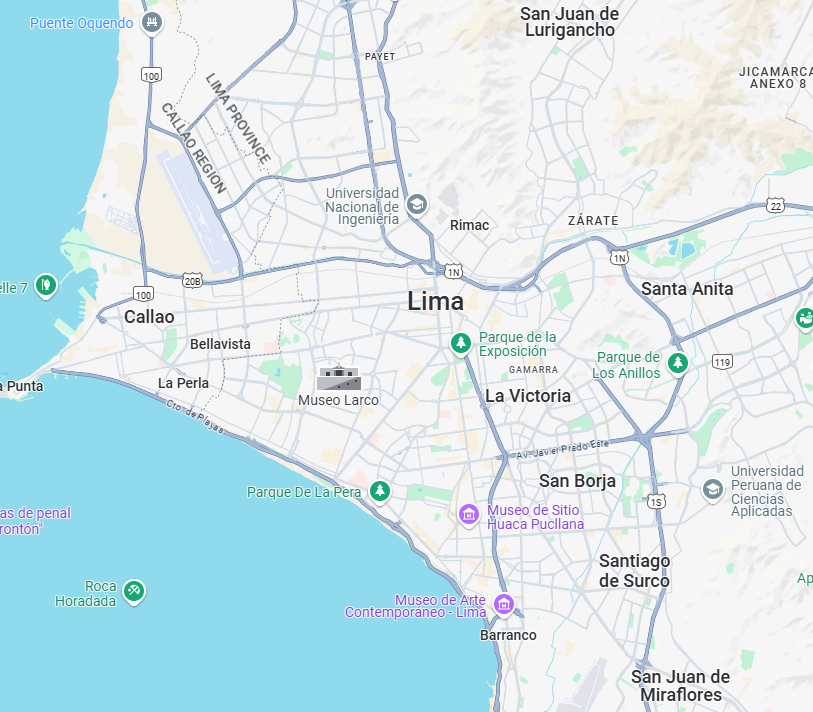 San Juan de
Lurigancho
Puente Oquendo
PAYET
100
JICAMARCA
ANEXO 8
LIMA PROVINCE
CALLAO REGION
Universidad
Nacional de
Ingeniería
Rimac
ZÁRATE
22
1N
1N
20B
elle 7
100
Santa Anita
Lima
Callao
Parque de la
Exposición
Bellavista
Parque de
Los Anillos
119
GAMARRA
a Punta
La Perla
Museo Larco
La Victoria
Cto. de Playas
Av. Javier Prado Este
San Borja
Universidad
Peruana de
Ciencias
Aplicadas
Parque De La Pera
1S
as de penal
rontón'
Museo de Sitio
Huaca Pucllana
Santiago
de Surco
Ap
Roca
Horadada
Museo de Arte
Contemporáneo - Lima
Barranco
San Juan de
Miraflores